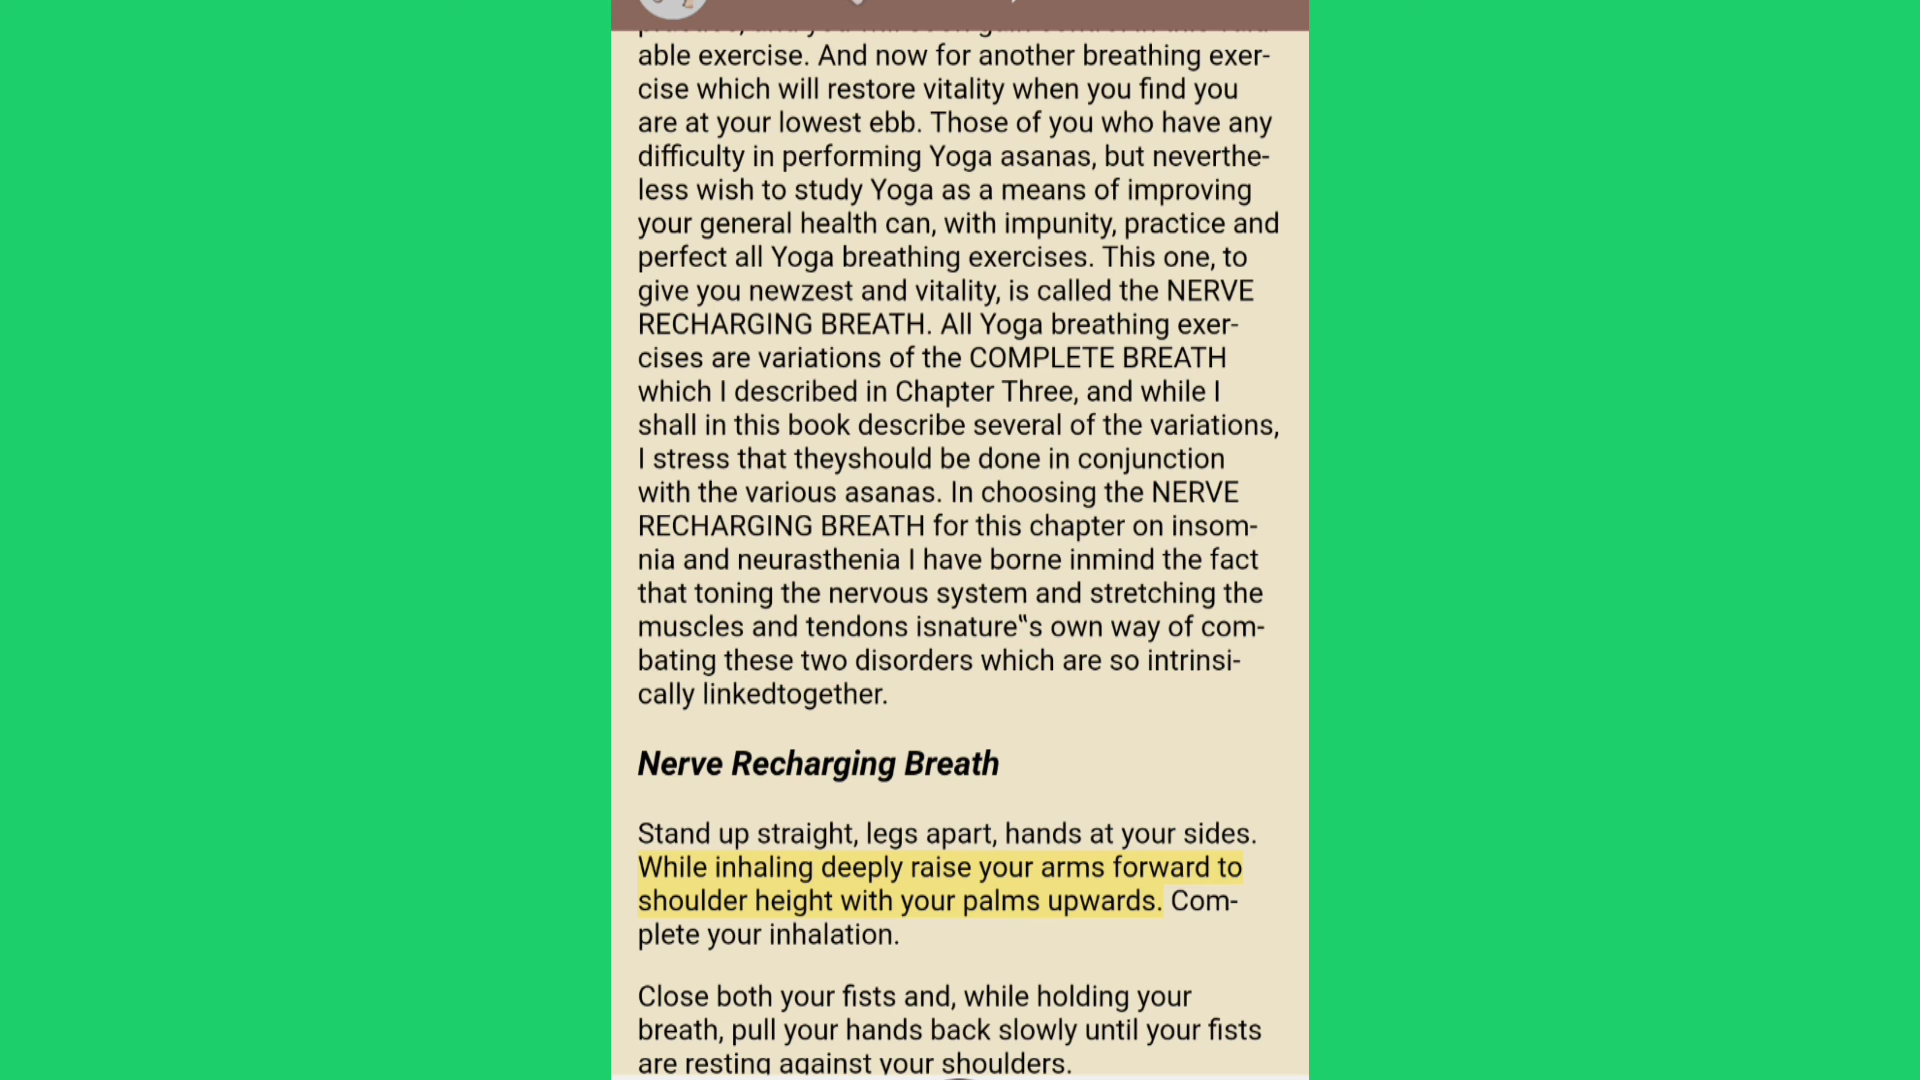 able exercise. And now for another breathing exer-
cise which will restore vitality when you find you
are at your lowest ebb. Those of you who have any
difficulty in performing Yoga asanas, but neverthe-
less wish to study Yoga as a means of improving
your general health can, with impunity, practice and
perfect all Yoga breathing exercises. This one, to
give you newzest and vitality, is called the NERVE
RECHARGING BREATH. All Yoga breathing exer-
cises are variations of the COMPLETE BREATH
which I described in Chapter Three, and while I
shall in this book describe several of the variations,
I stress that theyshould be done in conjunction
with the various asanas. In choosing the NERVE
RECHARGING BREATH for this chapter on insom-
nia and neurasthenia I have borne inmind the fact
that toning the nervous system and stretching the
muscles and tendons isnature‟s own way of com-
bating these two disorders which are so intrinsi-
cally linkedtogether.
Nerve Recharging Breath
Stand up straight, legs apart, hands at your sides.
While inhaling deeply raise your arms forward to
shoulder height with your palms upwards. Com-
plete your inhalation.
Close both your fists and, while holding your
breath, pull your hands back slowly until your fists
are resting against your shoulders.